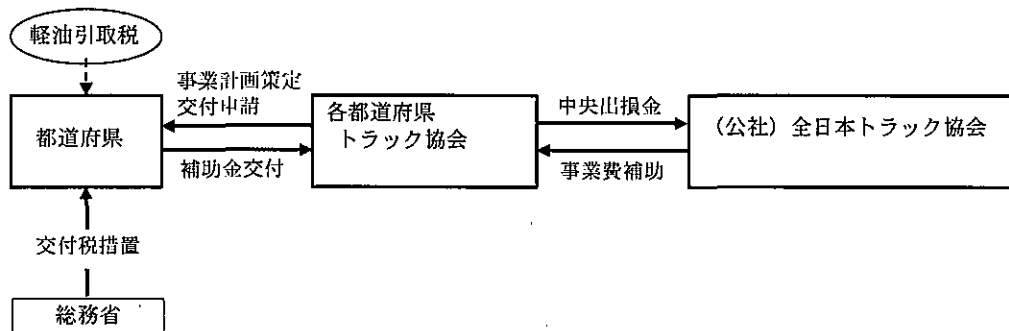 軽油引取税
事業計画策定
交付申請
都道府県
補助金交付
各都道府県
トラック協会
中央出損金
事業費補助
(公社)全日本トラック協会
交付税措置
総務省